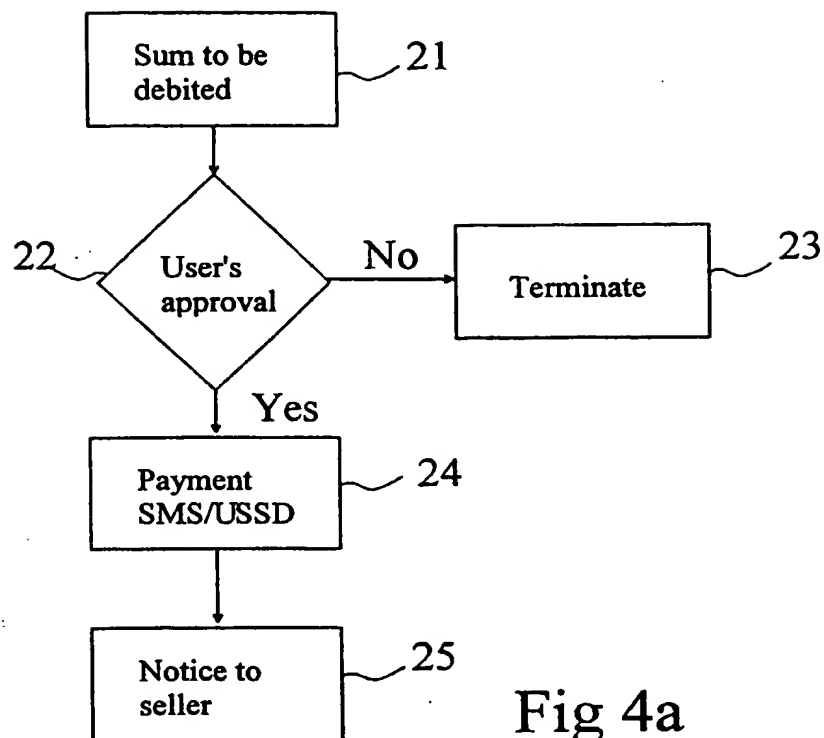 Sum to be
debited
21
22
User's
approval
No
Terminate
23
Yes
Payment
SMS/USSD
24
Notice to
seller
25
Fig 4a